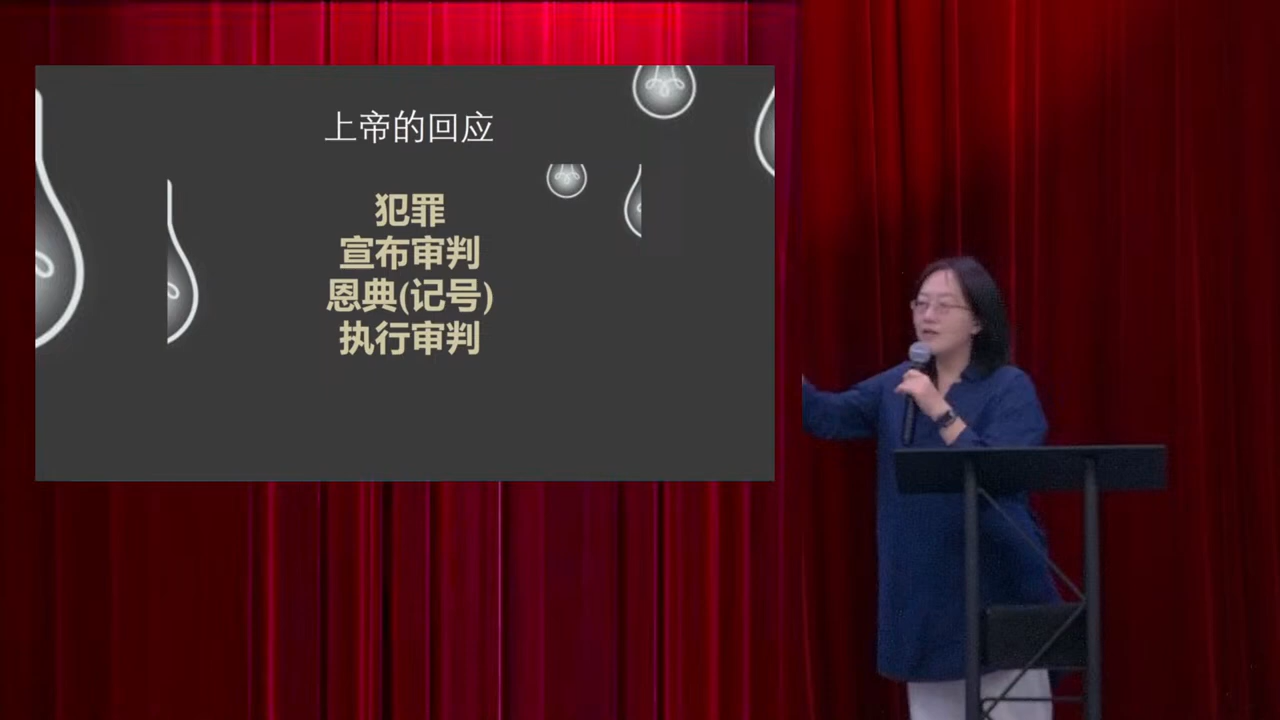 上帝的回应
犯罪
宣布审判
恩典(记号)
执行审判